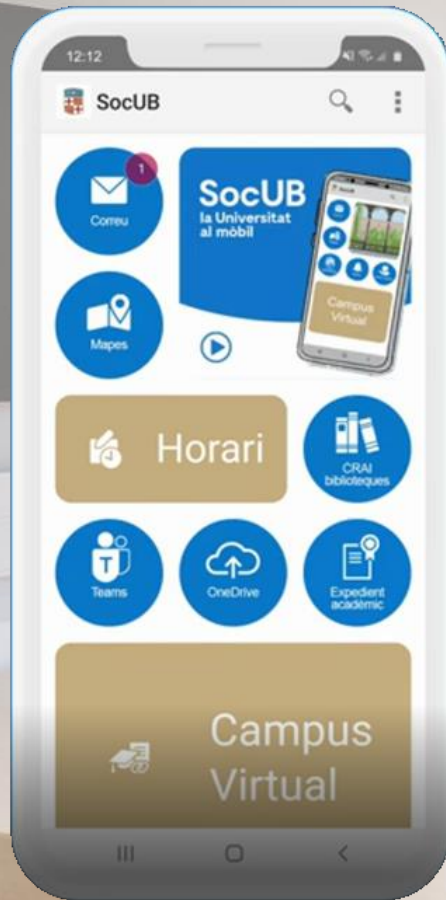 12:12
SocUB
1
Correu
SocUB
la Universitat
al mòbil
Mapes
Campus
Virtual
Horari
CRAI
biblioteques
T
Teams
OneDrive
Expedient
acadèmic
Campus
Virtual